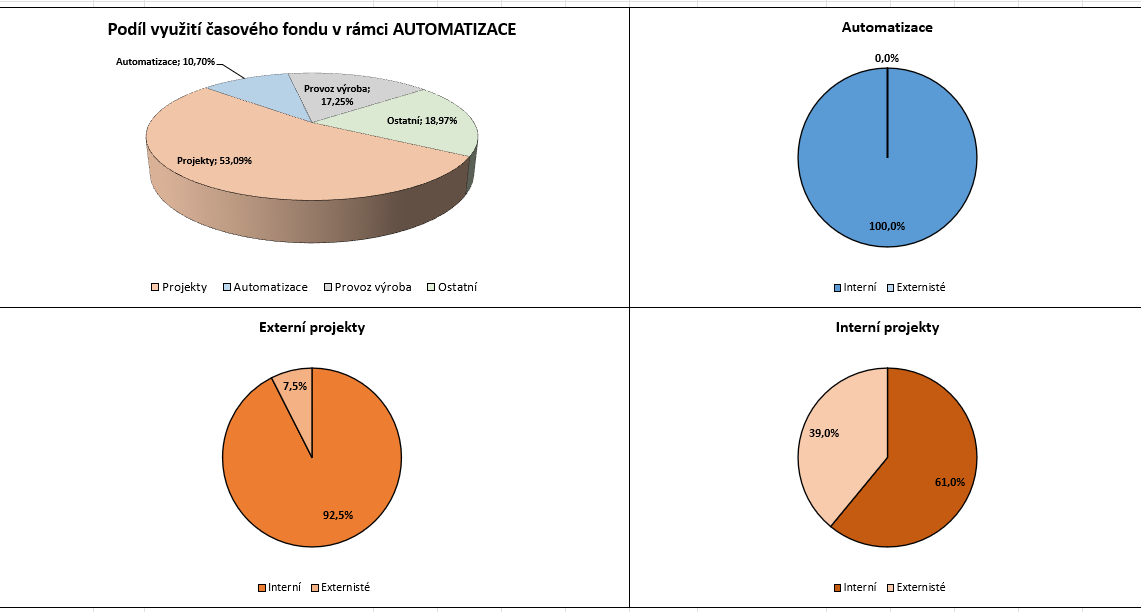 Podíl využití časového fondu v rámci AUTOMATIZACE
Automatizace; 10,70%
Provoz výroba;
17,25%
Ostatní; 18,97%
Projekty; 53,09%
Projekty Automatizace Provoz výroba Ostatní
Automatizace
0,0%
100,0%
Interní Externisté
Externí projekty
7,5%
92,5%
Interní Externisté
Interní projekty
39,0%
61,0%
Interní Externisté